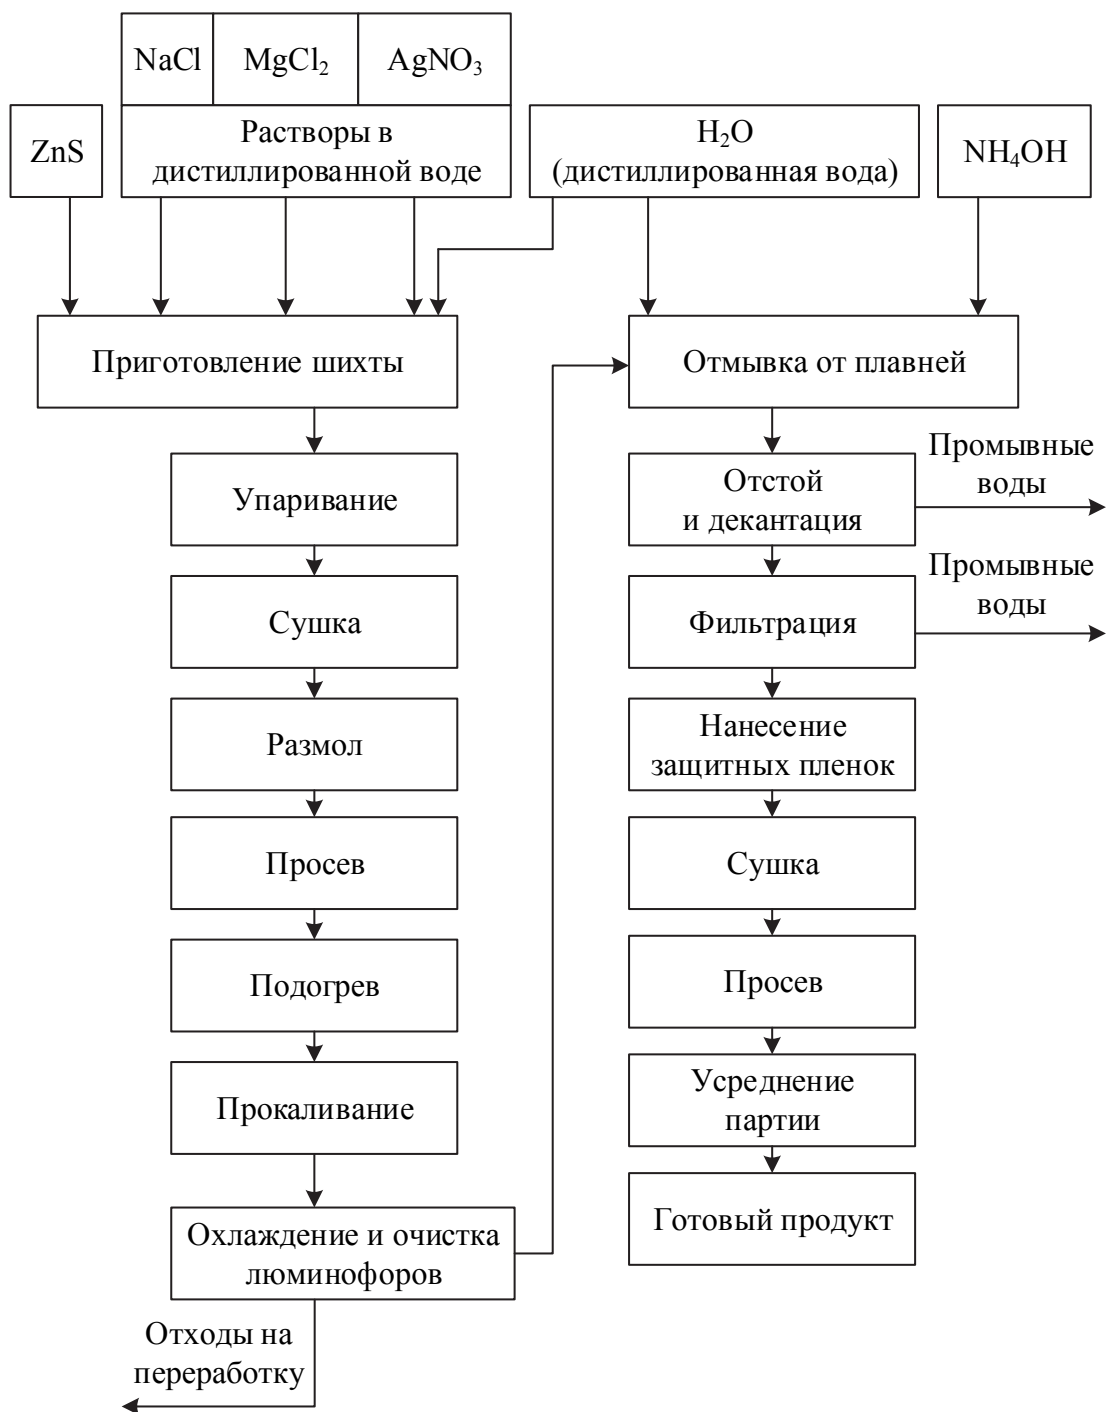 NaCl
MgCl₂
AgNO₃
ZnS
Растворы в
дистиллированной воде
H₂O
(дистиллированная вода)
NH₄OH
Приготовление шихты
Упаривание
Сушка
Размол
Просев
Подогрев
Прокаливание
Охлаждение и очистка
люминофоров
Отходы на
переработку
Отмывка от плавней
Отстой
и декантация
Промывные
воды
Фильтрация
Промывные
воды
Нанесение
защитных пленок
Сушка
Просев
Усреднение
партии
Готовый продукт